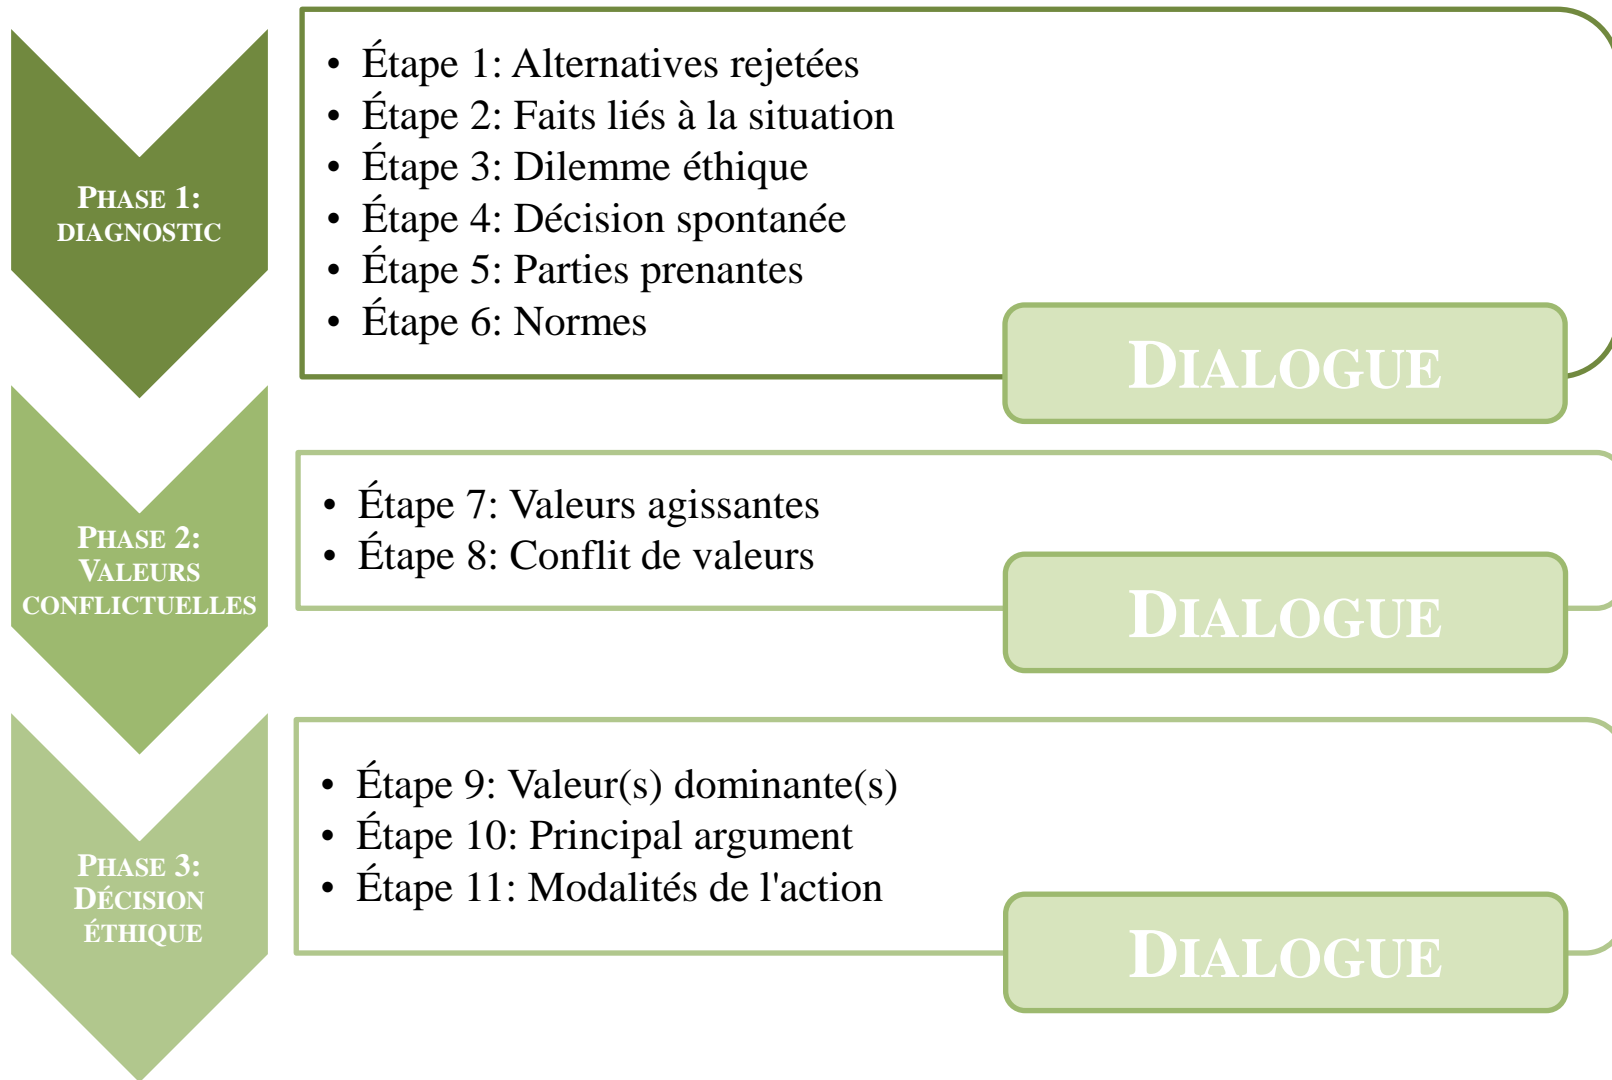 PHASE 1:
DIAGNOSTIC
• Étape 1: Alternatives rejetées
• Étape 2: Faits liés à la situation
• Étape 3: Dilemme éthique
• Étape 4: Décision spontanée
• Étape 5: Parties prenantes
• Étape 6: Normes
DIALOGUE
PHASE 2:
VALEURS
CONFLICTUELLES
• Étape 7: Valeurs agissantes
• Étape 8: Conflit de valeurs
DIALOGUE
PHASE 3:
DÉCISION
ÉTHIQUE
• Étape 9: Valeur(s) dominante(s)
• Étape 10: Principal argument
• Étape 11: Modalités de l'action
DIALOGUE